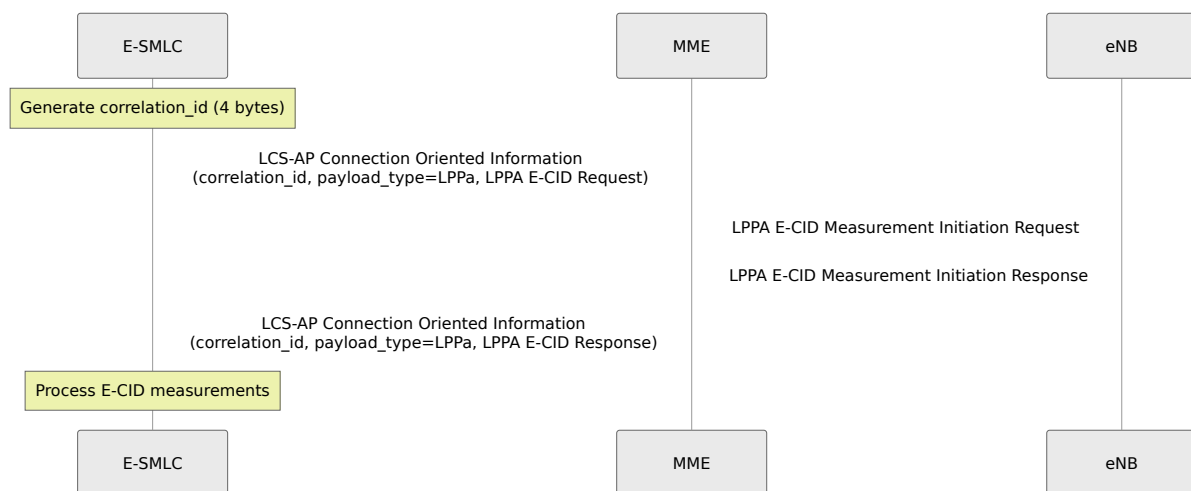 E-SMLC
MME
eNB
Generate correlation_id (4 bytes)
LCS-AP Connection Oriented Information
(correlation_id, payload_type=LPPa, LPPA E-CID Request)
LPPA E-CID Measurement Initiation Request
LPPA E-CID Measurement Initiation Response
LCS-AP Connection Oriented Information
(correlation_id, payload_type=LPPa, LPPA E-CID Response)
Process E-CID measurements
E-SMLC
MME
eNB